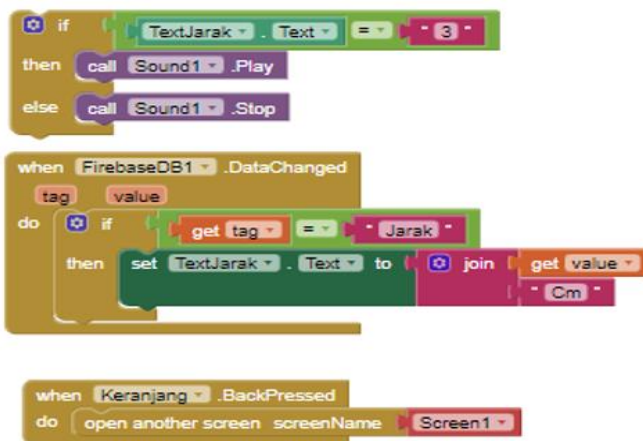 if TextJarak . Text = " 3 "
then call Sound1 .Play
else call Sound1 .Stop
when FirebaseDB1 .DataChanged
tag value
do if get tag = " Jarak "
then set TextJarak . Text to join get value
" Cm "
when Keranjang .BackPressed
do open another screen screenName Screen1